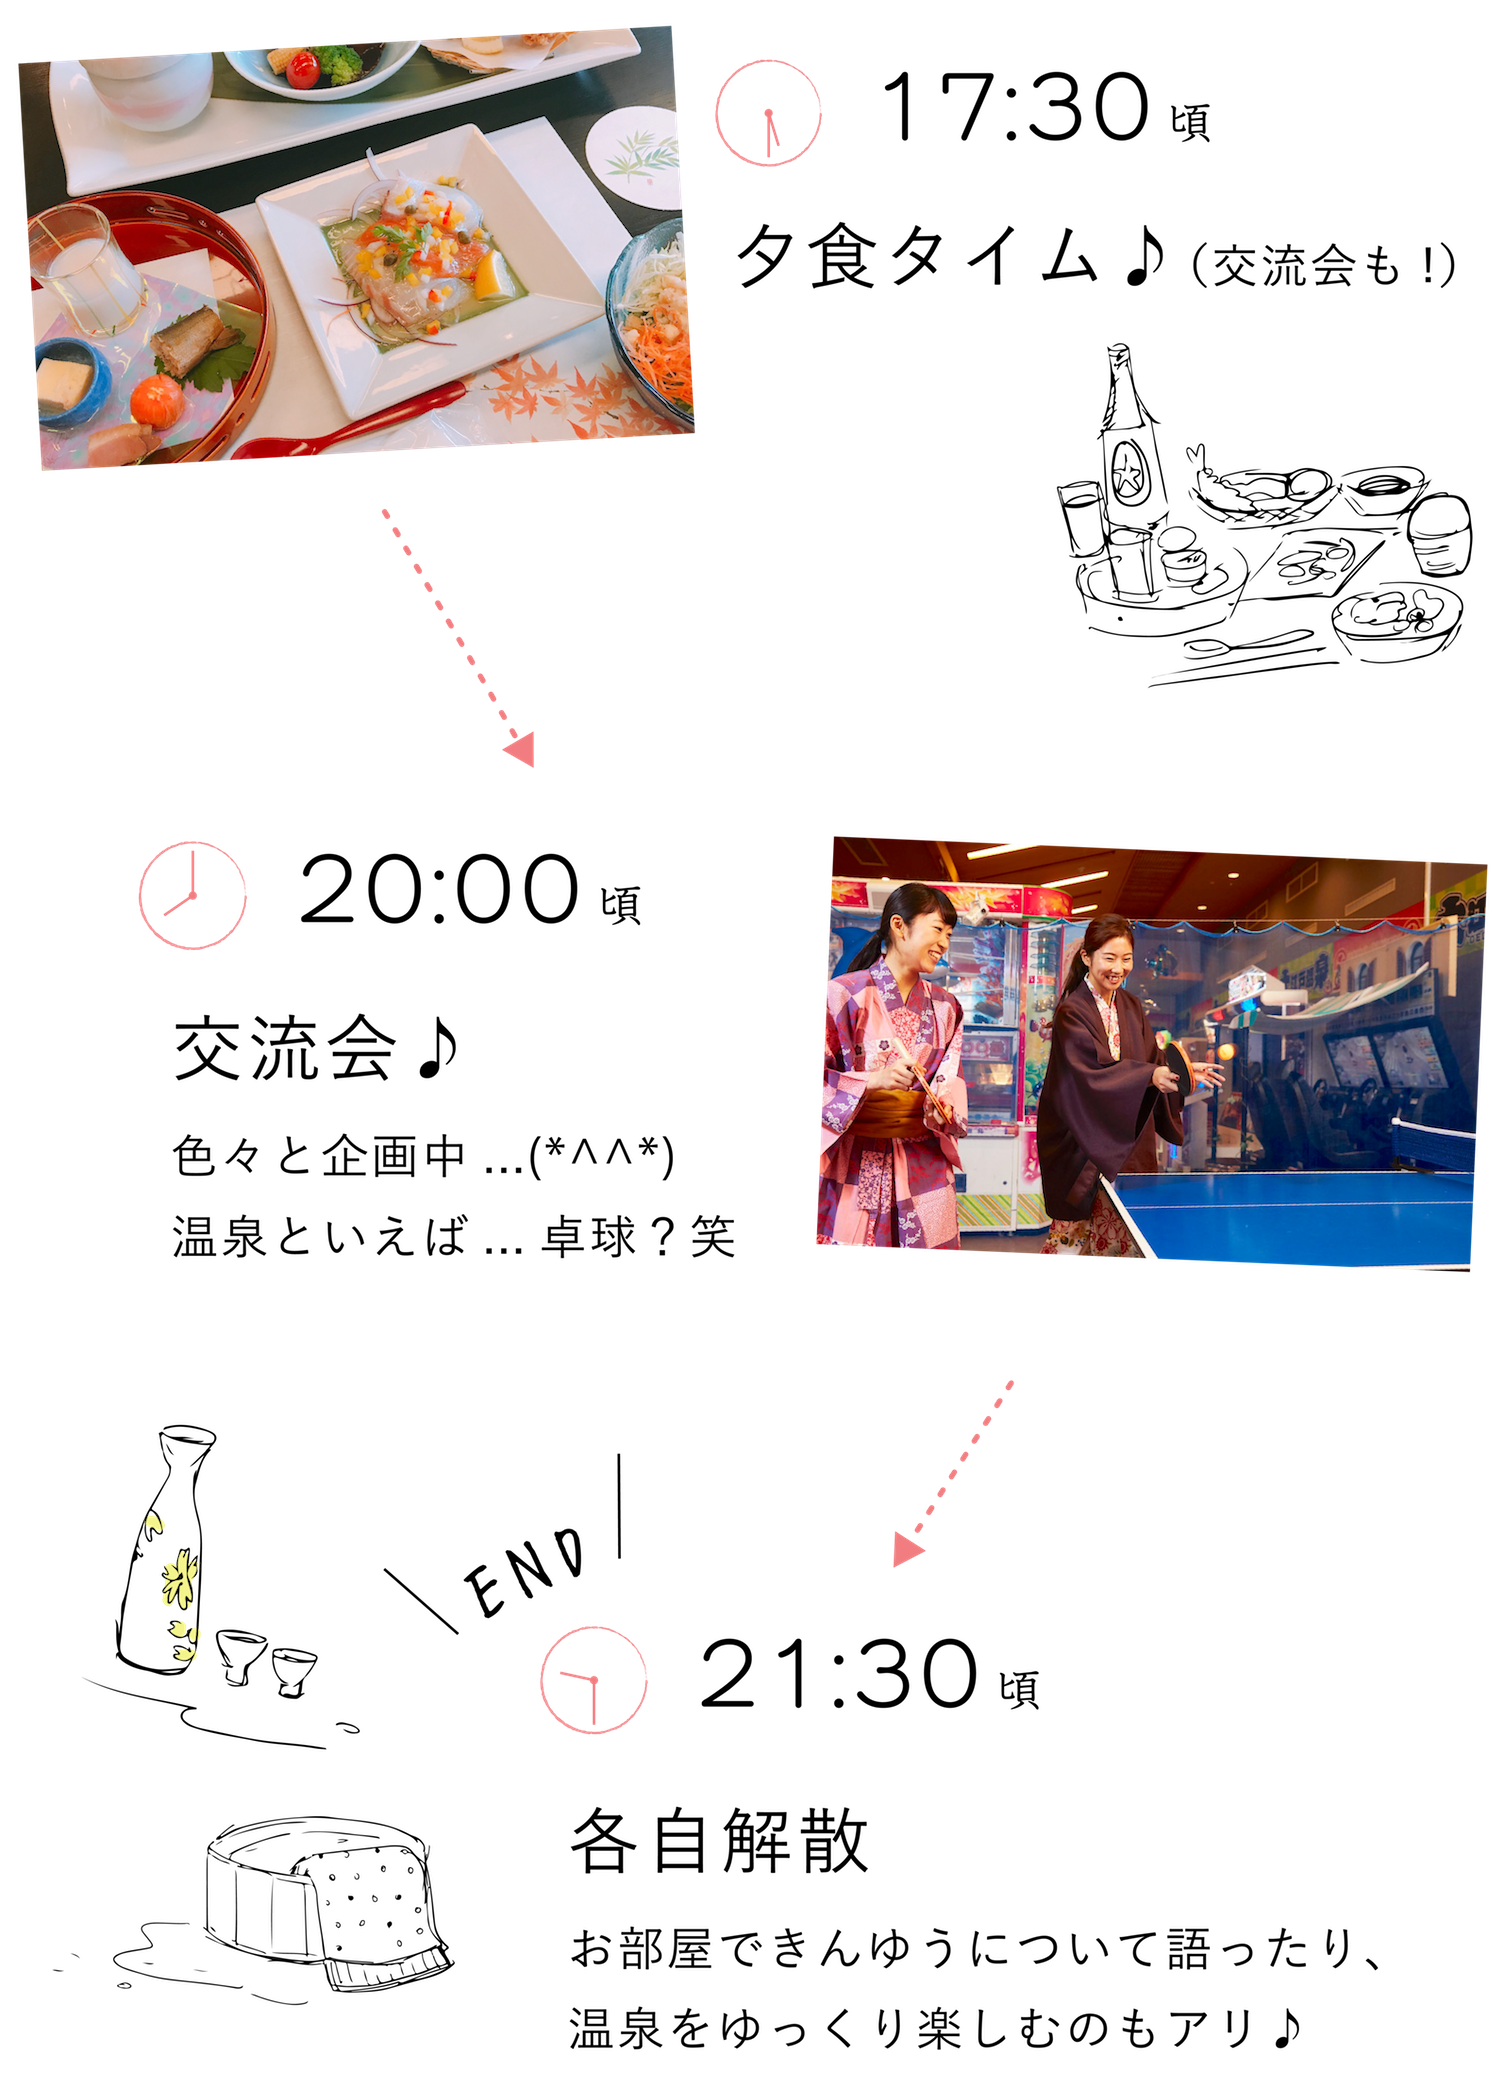 17:30 頃
夕食タイム♪（交流会も！）
20:00 頃
交流会♪
色々と企画中 ...(*^^*)
温泉といえば ... 卓球？笑
END
21:30 頃
各自解散
お部屋できんゆうについて語ったり、
温泉をゆっくり楽しむのもアリ♪